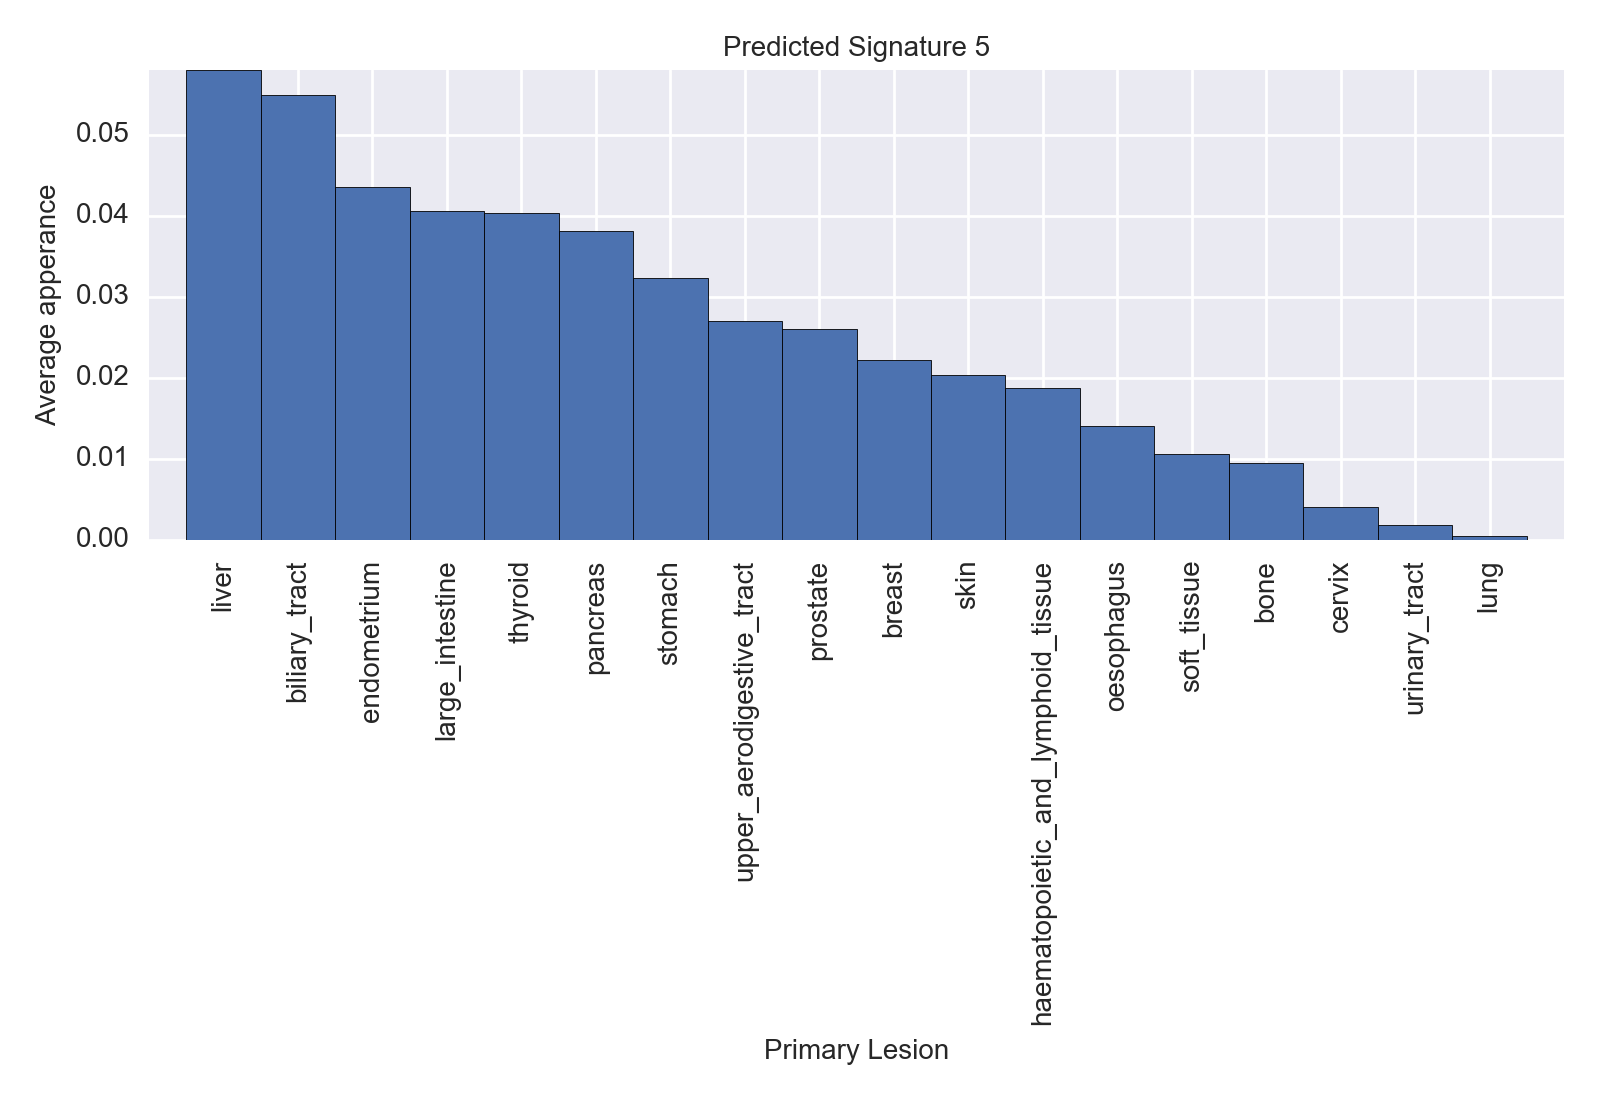 Predicted Signature 5
Average apperance
0.05
0.04
0.03
0.02
0.01
0.00
liver
biliary_tract
endometrium
large_intestine
thyroid
pancreas
stomach
upper_aerodigestive_tract
prostate
breast
skin
haematopoietic_and_lymphoid_tissue
oesophagus
soft_tissue
bone
cervix
urinary_tract
lung
Primary Lesion